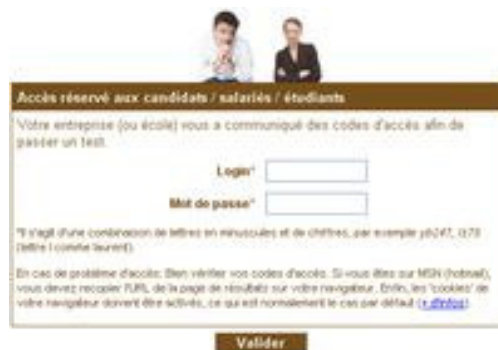 Accès réservé aux candidats / salariés / étudiants
Votre entreprise (ou école) vous a communiqué des codes d'accès afin de
passer un test.
Login*
Mot de passe*
*Il s'agit d'une combinaison de lettres en minuscules et de chiffres, par exemple
(lettre l comme laurent).
En cas de problème d'accès: Bien vérifier vos codes d'accès. Si vous êtes sur MSN (hotmail),
vous devez recopier l'URL de la page de résultats sur votre navigateur. Enfin, les 'cookies' de
votre navigateur doivent être activés, ce qui est normalement le cas par défaut (+ d'infos).
Valider